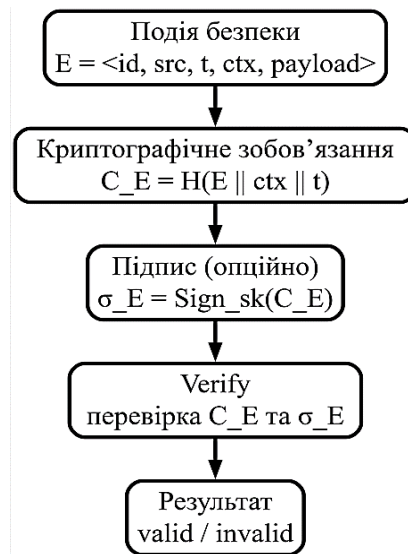 Подія безпеки
E = <id, src, t, ctx, payload>
Криптографічне зобов’язання
C_E = H(E || ctx || t)
Підпис (опційно)
σ_E = Sign_sk(C_E)
Verify
перевірка C_E та σ_E
Результат
valid / invalid